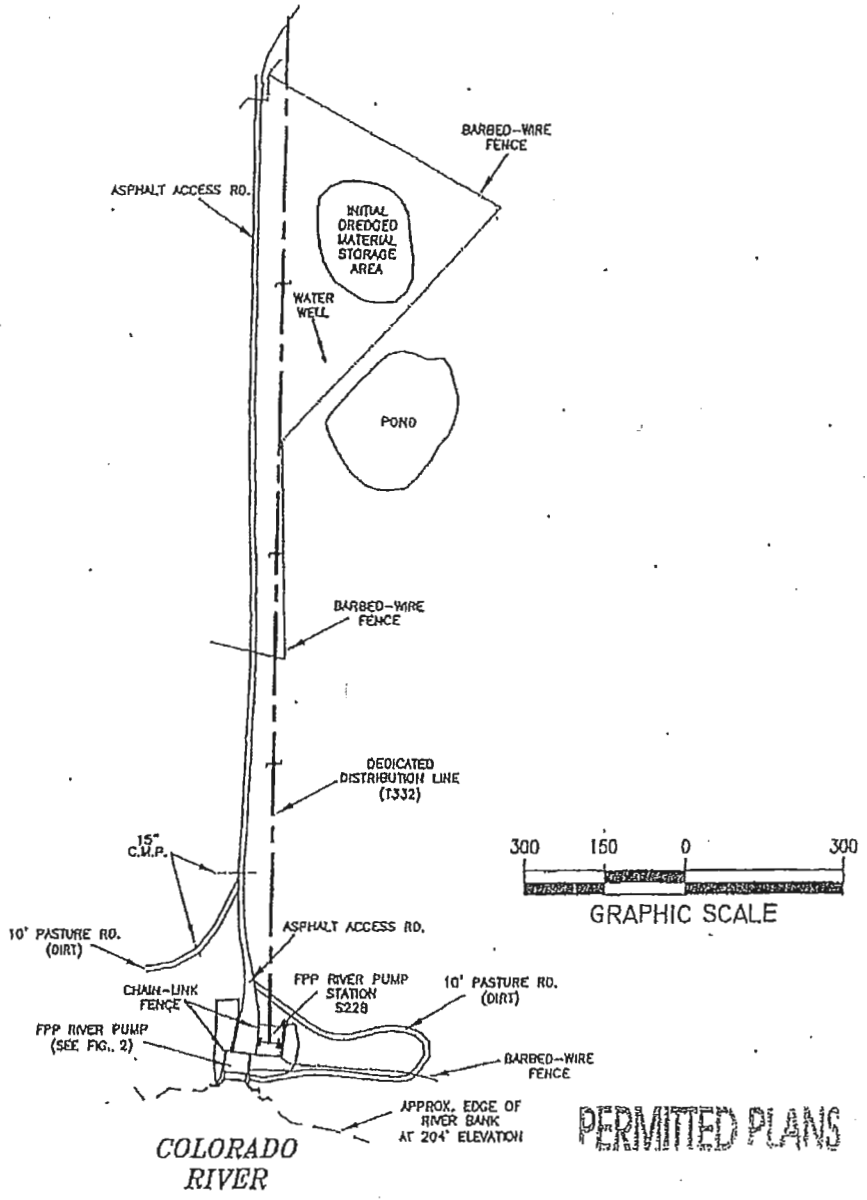 BARBED-WIRE
FENCE
ASPHALT ACCESS RD.
INITIAL
DREDGED
MATERIAL
STORAGE
AREA
WATER
WELL
POND
BARBED-WIRE
FENCE
DEDICATED
DISTRIBUTION LINE
(T332)
15"
C.M.P.
300 150 0 300
GRAPHIC SCALE
10' PASTURE RD.
(DIRT)
ASPHALT ACCESS RD.
CHAIN-LINK
FENCE
FPP RIVER PUMP
STATION
S228
10' PASTURE RD.
(DIRT)
FPP RIVER PUMP
(SEE FIG. 2)
BARBED-WIRE
FENCE
APPROX. EDGE OF
RIVER BANK
AT 204' ELEVATION
PERMITTED PLANS
COLORADO
RIVER